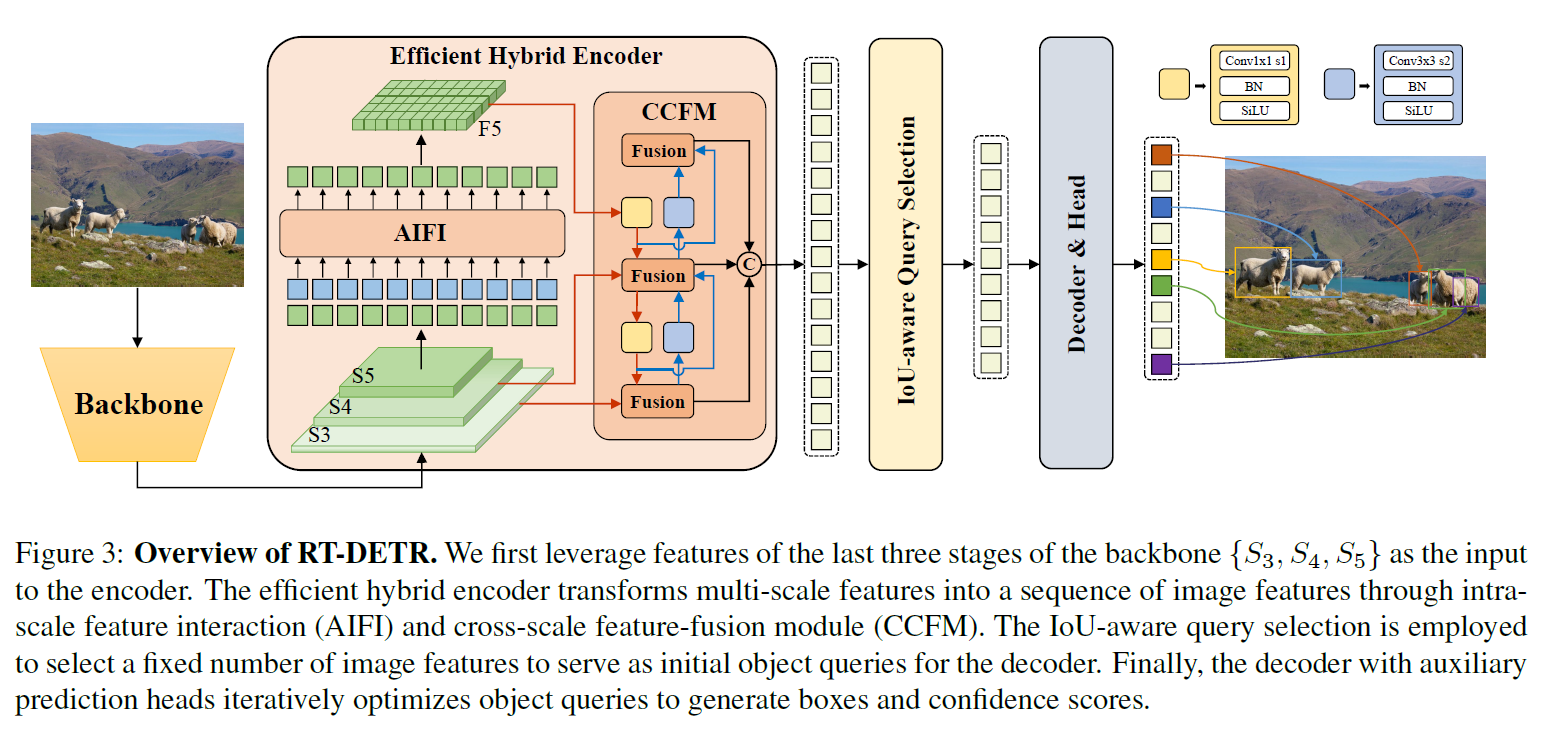 Efficient Hybrid Encoder
F5
AIFI
S5
S4
S3
CCFM
Fusion
Fusion
Fusion
C
Backbone
IoU-aware Query Selection
Decoder & Head
Conv1x1 s1
BN
SiLU
Conv3x3 s2
BN
SiLU
Figure 3: Overview of RT-DETR. We first leverage features of the last three stages of the backbone {S₃, S₄, S₅} as the input
to the encoder. The efficient hybrid encoder transforms multi-scale features into a sequence of image features through intra-
scale feature interaction (AIFI) and cross-scale feature-fusion module (CCFM). The IoU-aware query selection is employed
to select a fixed number of image features to serve as initial object queries for the decoder. Finally, the decoder with auxiliary
prediction heads iteratively optimizes object queries to generate boxes and confidence scores.